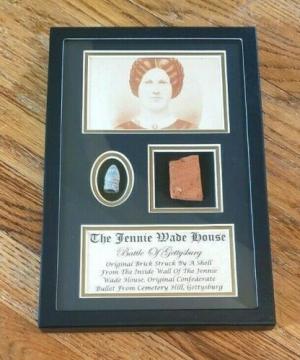 The Jennie Wade House
Battle Of Gettysburg
Original Brick Struck By A Shell
From The Inside Wall Of The Jennie
Wade House, Original Confederate
Bullet From Cemetery Hill, Gettysburg